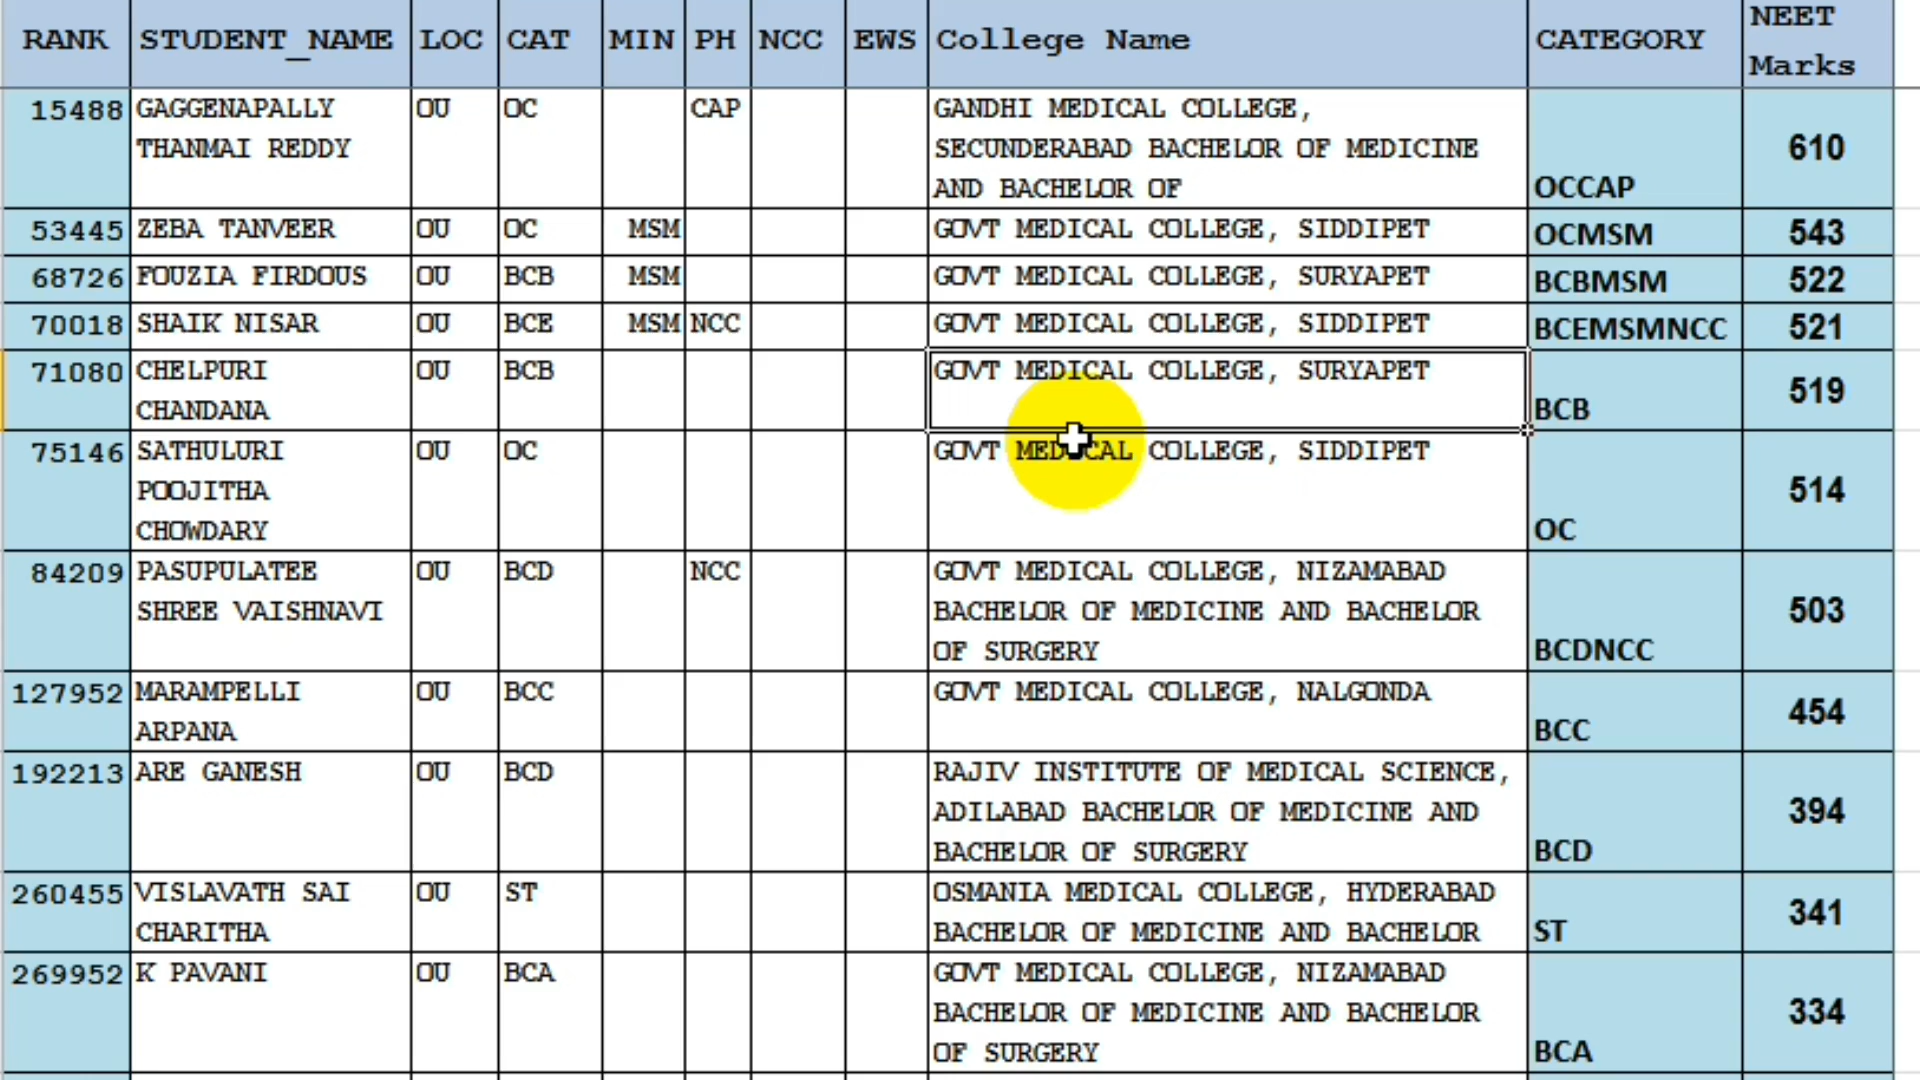 RANK STUDENT_NAME LOC CAT MIN PH NCC EWS College Name CATEGORY NEET Marks
15488 GAGGENAPALLY THANMAI REDDY OU OC CAP GANDHI MEDICAL COLLEGE, SECUNDERABAD BACHELOR OF MEDICINE AND BACHELOR OF OCCAP 610
53445 ZEBA TANVEER OU OC MSM GOVT MEDICAL COLLEGE, SIDDIPET OCMSM 543
68726 FOUZIA FIRDOUS OU BCB MSM GOVT MEDICAL COLLEGE, SURYAPET BCBMSM 522
70018 SHAIK NISAR OU BCE MSM NCC GOVT MEDICAL COLLEGE, SIDDIPET BCEMSMNCC 521
71080 CHELPURI CHANDANA OU BCB GOVT MEDICAL COLLEGE, SURYAPET BCB 519
75146 SATHULURI POOJITHA CHOWDARY OU OC GOVT MEDICAL COLLEGE, SIDDIPET OC 514
84209 PASUPULATEE SHREE VAISHNAVI OU BCD NCC GOVT MEDICAL COLLEGE, NIZAMABAD BACHELOR OF MEDICINE AND BACHELOR OF SURGERY BCDNCC 503
127952 MARAMPELLI ARPANA OU BCC GOVT MEDICAL COLLEGE, NALGONDA BCC 454
192213 ARE GANESH OU BCD RAJIV INSTITUTE OF MEDICAL SCIENCE, ADILABAD BACHELOR OF MEDICINE AND BACHELOR OF SURGERY BCD 394
260455 VISLAVATH SAI CHARITHA OU ST OSMANIA MEDICAL COLLEGE, HYDERABAD BACHELOR OF MEDICINE AND BACHELOR ST 341
269952 K PAVANI OU BCA GOVT MEDICAL COLLEGE, NIZAMABAD BACHELOR OF MEDICINE AND BACHELOR OF SURGERY BCA 334